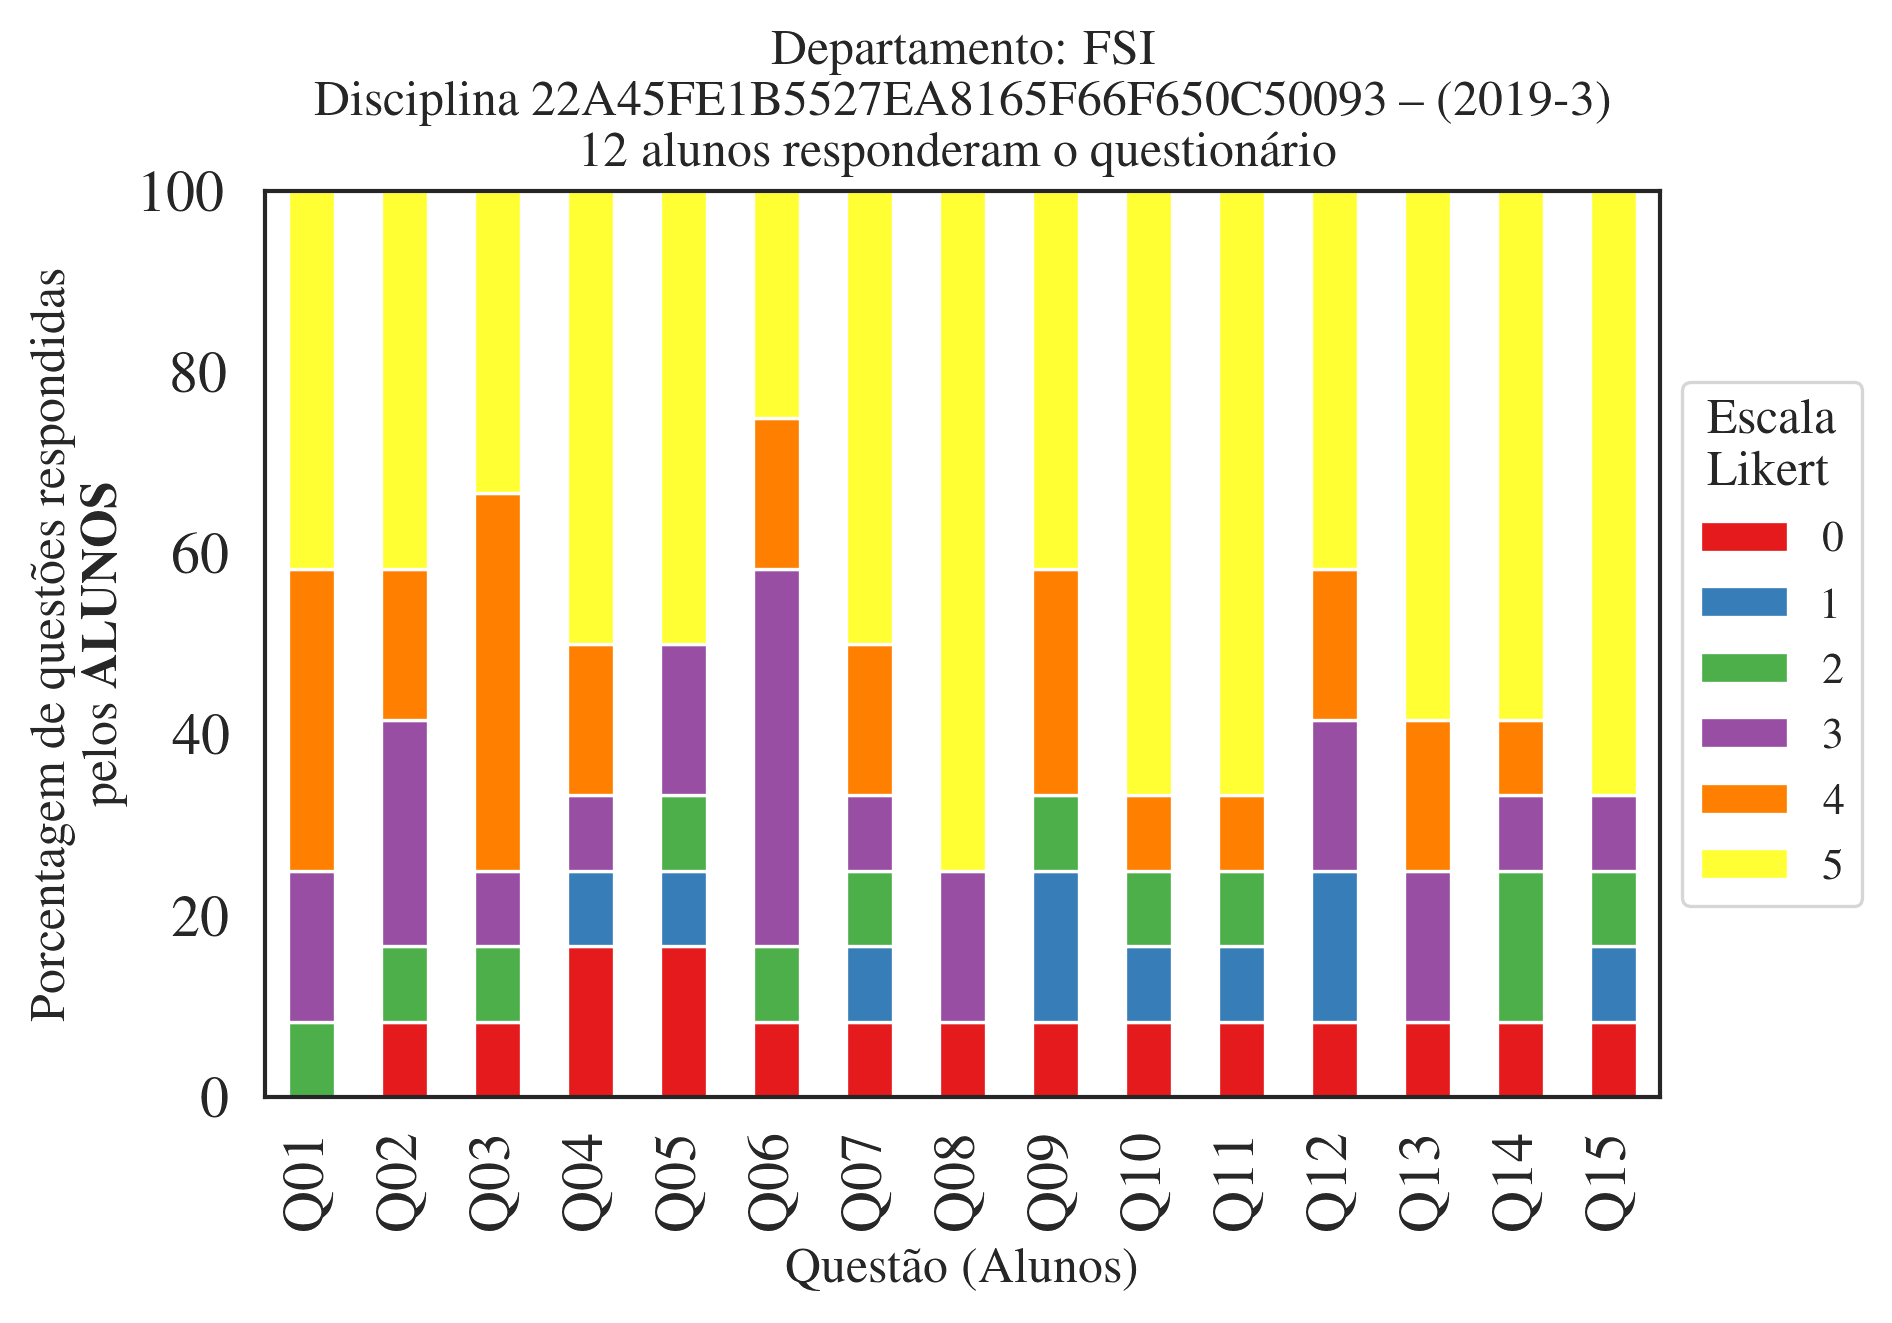 Departamento: FSI
Disciplina 22A45FE1B5527EA8165F66F650C50093 – (2019-3)
12 alunos responderam o questionário
Porcentagem de questões respondidas
pelos ALUNOS
100
80
60
40
20
0
Q01
Q02
Q03
Q04
Q05
Q06
Q07
Q08
Q09
Q10
Q11
Q12
Q13
Q14
Q15
Questão (Alunos)
Escala
Likert
0
1
2
3
4
5